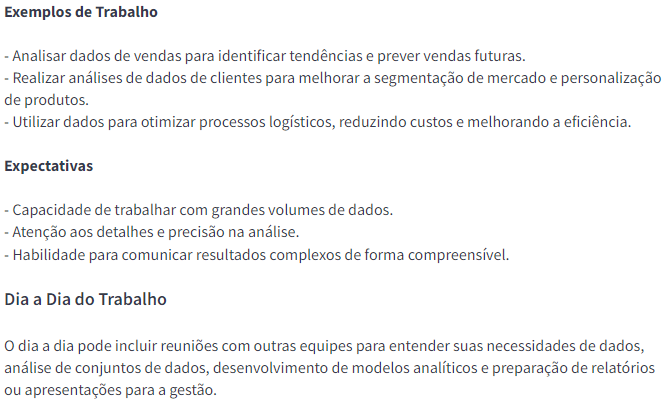 Exemplos de Trabalho
- Analisar dados de vendas para identificar tendências e prever vendas futuras.
- Realizar análises de dados de clientes para melhorar a segmentação de mercado e personalização
de produtos.
- Utilizar dados para otimizar processos logísticos, reduzindo custos e melhorando a eficiência.
Expectativas
- Capacidade de trabalhar com grandes volumes de dados.
- Atenção aos detalhes e precisão na análise.
- Habilidade para comunicar resultados complexos de forma compreensível.
Dia a Dia do Trabalho
O dia a dia pode incluir reuniões com outras equipes para entender suas necessidades de dados,
análise de conjuntos de dados, desenvolvimento de modelos analíticos e preparação de relatórios
ou apresentações para a gestão.